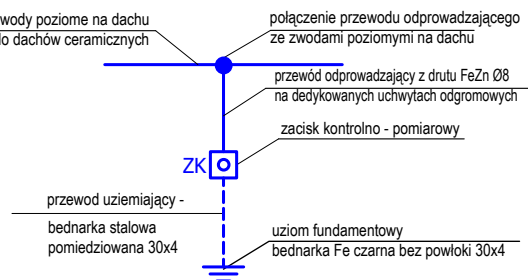 wody poziome na dachu
do dachów ceramicznych
połączenie przewodu odprowadzającego
ze zwodami poziomymi na dachu
przewód odprowadzający z drutu FeZn Ø8
na dedykowanych uchwytach odgromowych
zacisk kontrolno - pomiarowy
ZK
przewod uziemiający -
bednarka stalowa
pomiedziowana 30x4
uziom fundamentowy
bednarka Fe czarna bez powłoki 30x4